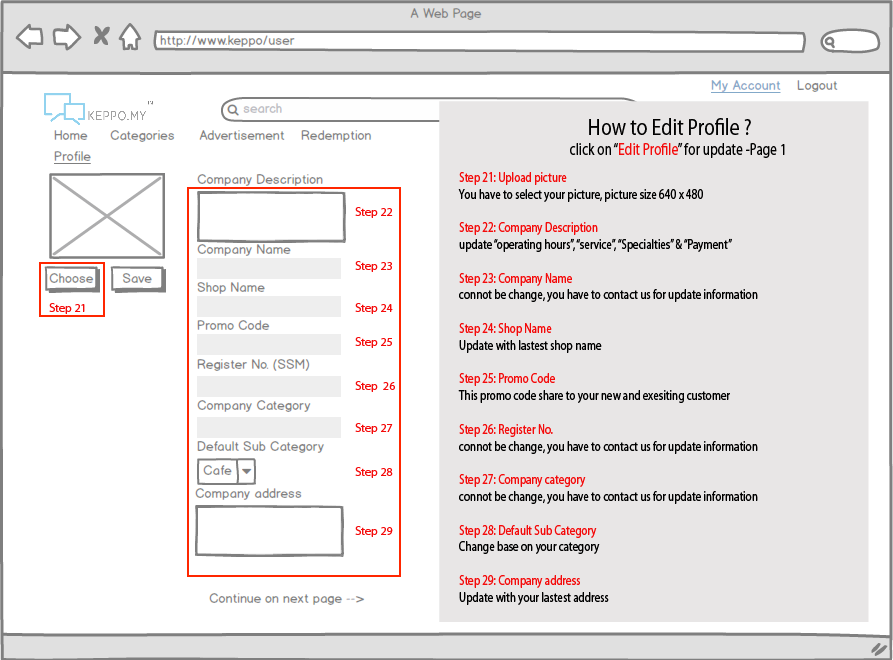 A Web Page
http://www.keppo/user
My Account Logout
KEPPO.MY
search
Home Categories Advertisement Redemption
Profile
Company Description
Step 22
Company Name
Step 23
Choose Save
Shop Name
Step 21
Step 24
Promo Code
Step 25
Register No. (SSM)
Step 26
Company Category
Step 27
Default Sub Category
Cafe
Step 28
Company address
Step 29
Continue on next page -->
How to Edit Profile ?
click on “Edit Profile” for update -Page 1
Step 21: Upload picture
You have to select your picture, picture size 640 x 480
Step 22: Company Description
update “operating hours”, “service”, “Specialties” & “Payment”
Step 23: Company Name
connot be change, you have to contact us for update information
Step 24: Shop Name
Update with lastest shop name
Step 25: Promo Code
This promo code share to your new and exesiting customer
Step 26: Register No.
connot be change, you have to contact us for update information
Step 27: Company category
connot be change, you have to contact us for update information
Step 28: Default Sub Category
Change base on your category
Step 29: Company address
Update with your lastest address